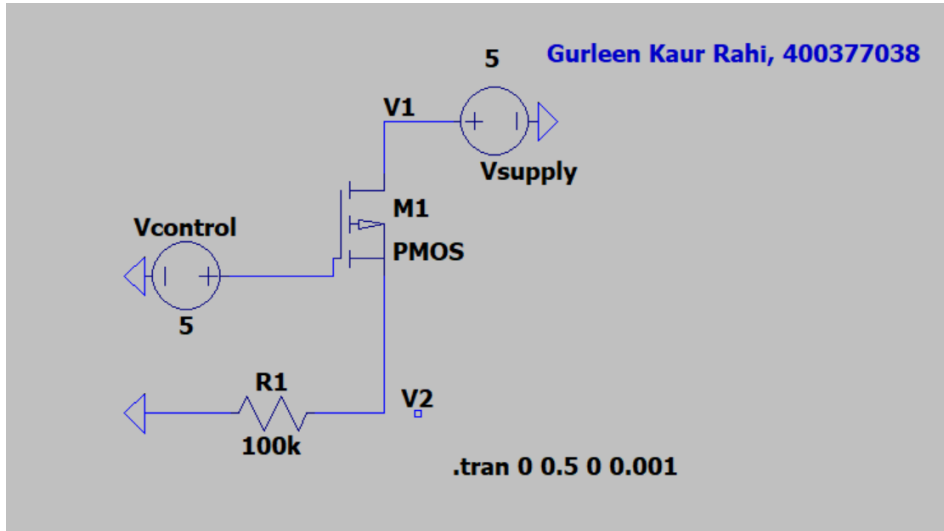 5
Gurleen Kaur Rahi, 400377038
V1
Vsupply
M1
Vcontrol
PMOS
5
R1
V2
100k
.tran 0 0.5 0 0.001